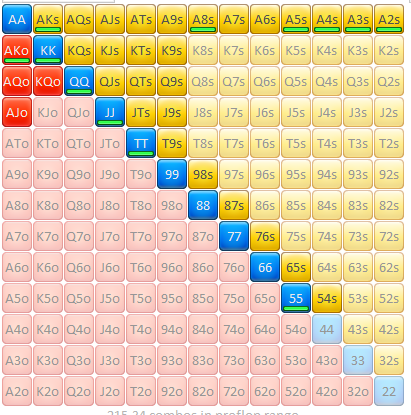 AA AKs AQs AJs ATs A9s A8s A7s A6s A5s A4s A3s A2s
AKo KK KQs KJs KTs K9s K8s K7s K6s K5s K4s K3s K2s
AQo KQo QQ QJs QTs Q9s Q8s Q7s Q6s Q5s Q4s Q3s Q2s
AJo KJo QJo JJ JTs J9s J8s J7s J6s J5s J4s J3s J2s
ATo KTo QTo JTo TT T9s T8s T7s T6s T5s T4s T3s T2s
A9o K9o Q9o J9o T9o 99 98s 97s 96s 95s 94s 93s 92s
A8o K8o Q8o J8o T8o 98o 88 87s 86s 85s 84s 83s 82s
A7o K7o Q7o J7o T7o 97o 87o 77 76s 75s 74s 73s 72s
A6o K6o Q6o J6o T6o 96o 86o 76o 66 65s 64s 63s 62s
A5o K5o Q5o J5o T5o 95o 85o 75o 65o 55 54s 53s 52s
A4o K4o Q4o J4o T4o 94o 84o 74o 64o 54o 44 43s 42s
A3o K3o Q3o J3o T3o 93o 83o 73o 63o 53o 43o 33 32s
A2o K2o Q2o J2o T2o 92o 82o 72o 62o 52o 42o 32o 22
combos in preflop range